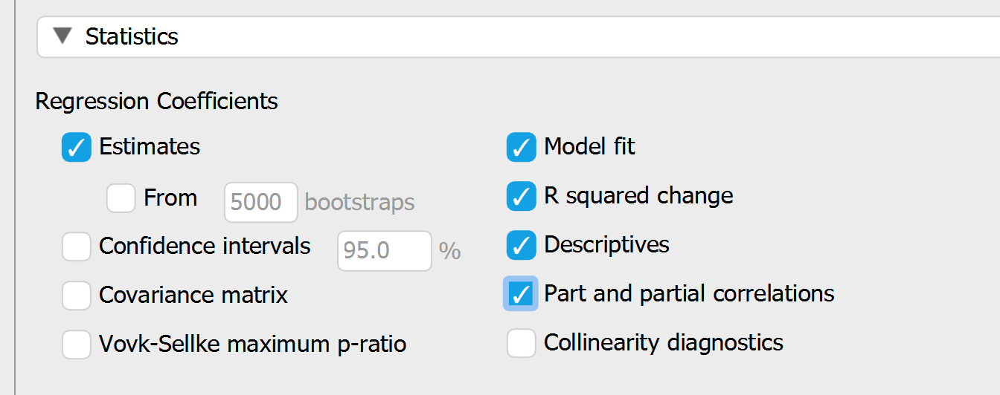 Statistics
Regression Coefficients
Estimates
From 5000 bootstraps
Confidence intervals 95.0 %
Covariance matrix
Vovk-Sellke maximum p-ratio
Model fit
R squared change
Descriptives
Part and partial correlations
Collinearity diagnostics